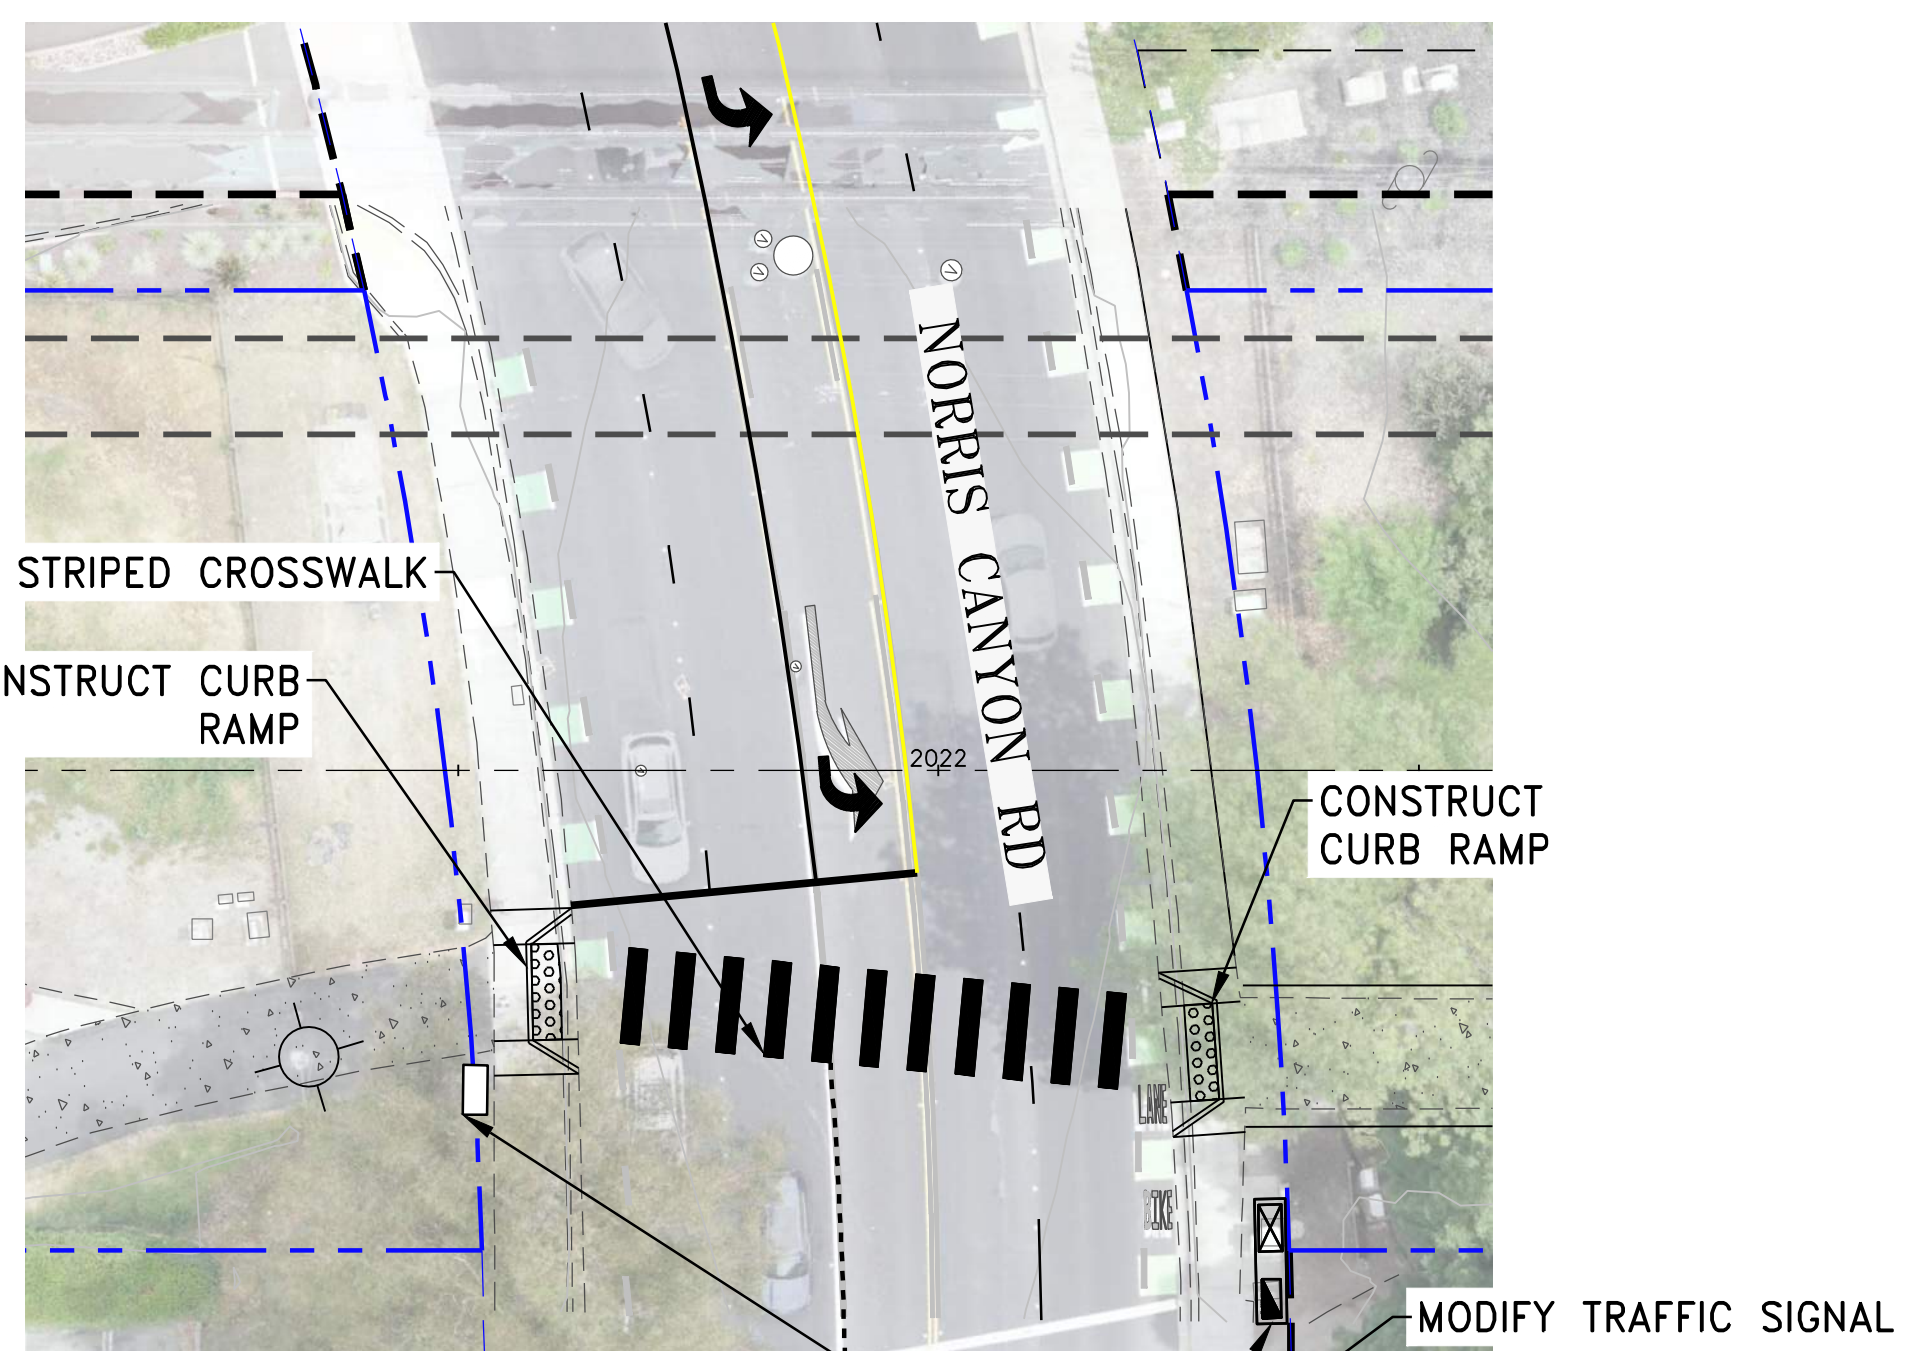 STRIPED CROSSWALK
NSTRUCT CURB
RAMP
NORRIS CANYON RD
2022
CONSTRUCT
CURB RAMP
LANE
BIKE
MODIFY TRAFFIC SIGNAL